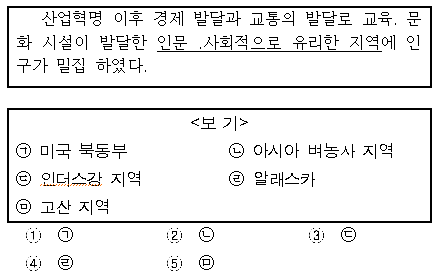 산업혁명 이후 경제 발달과 교통의 발달로 교육. 문
화 시설이 발달한 인문 .사회적으로 유리한 지역에 인
구가 밀집 하였다.
<보 기>
㉠ 미국 북동부 ㉡ 아시아 벼농사 지역
㉢ 인더스강 지역 ㉣ 알래스카
㉤ 고산 지역
① ㉠ ② ㉡ ③ ㉢
④ ㉣ ⑤ ㉤